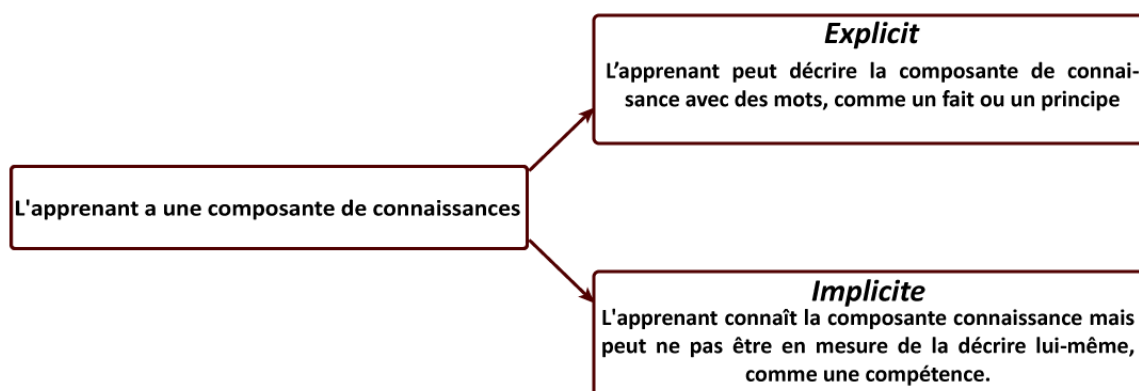 Explicit
L’apprenant peut décrire la composante de connai-
sance avec des mots, comme un fait ou un principe
L'apprenant a une composante de connaissances
Implicite
L'apprenant connaît la composante connaissance mais
peut ne pas être en mesure de la décrire lui-même,
comme une compétence.